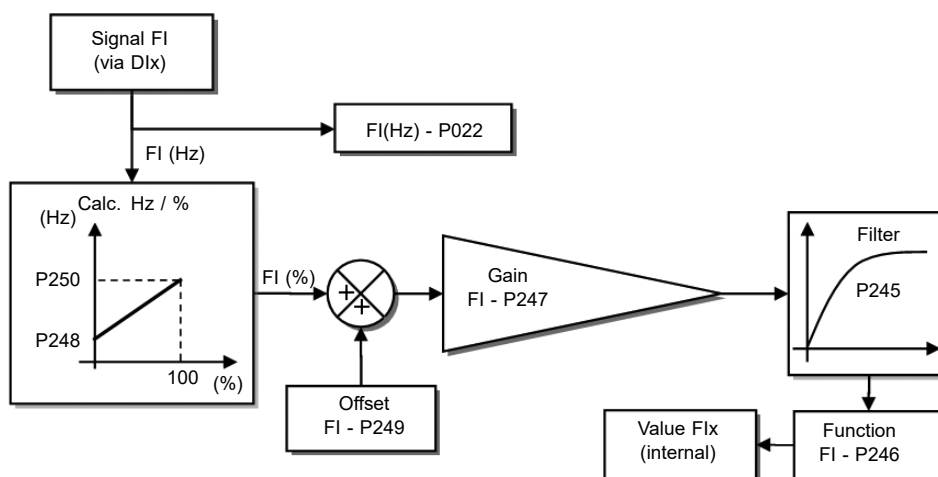 Signal FI
(via DIx)
FI(Hz) - P022
FI (Hz)
Calc. Hz / %
(Hz)
P250
P248
100
(%)
FI (%)
+
+
Offset
FI - P249
Gain
FI - P247
Filter
P245
Function
FI - P246
Value FIx
(internal)